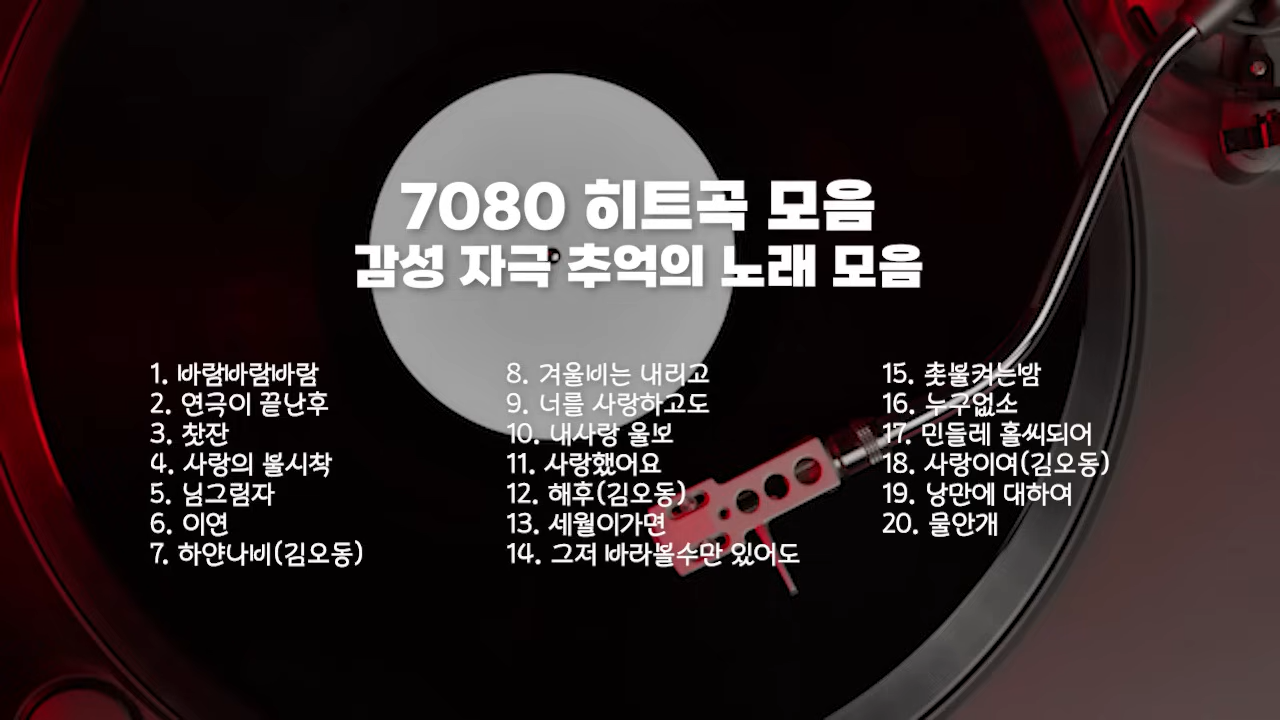 7080 히트곡 모음
감성 자극 추억의 노래 모음
1. 바람바람바람
2. 연극이 끝난후
3. 찻잔
4. 사랑의 불시착
5. 님그림자
6. 이연
7. 하얀나비(김오동)
8. 겨울비는 내리고
9. 너를 사랑하고도
10. 내사랑 울보
11. 사랑했어요
12. 해후(김오동)
13. 세월이가면
14. 그저 바라볼수만 있어도
15. 촛불켜는밤
16. 누구없소
17. 민들레 홀씨되어
18. 사랑이여(김오동)
19. 낭만에 대하여
20. 물안개